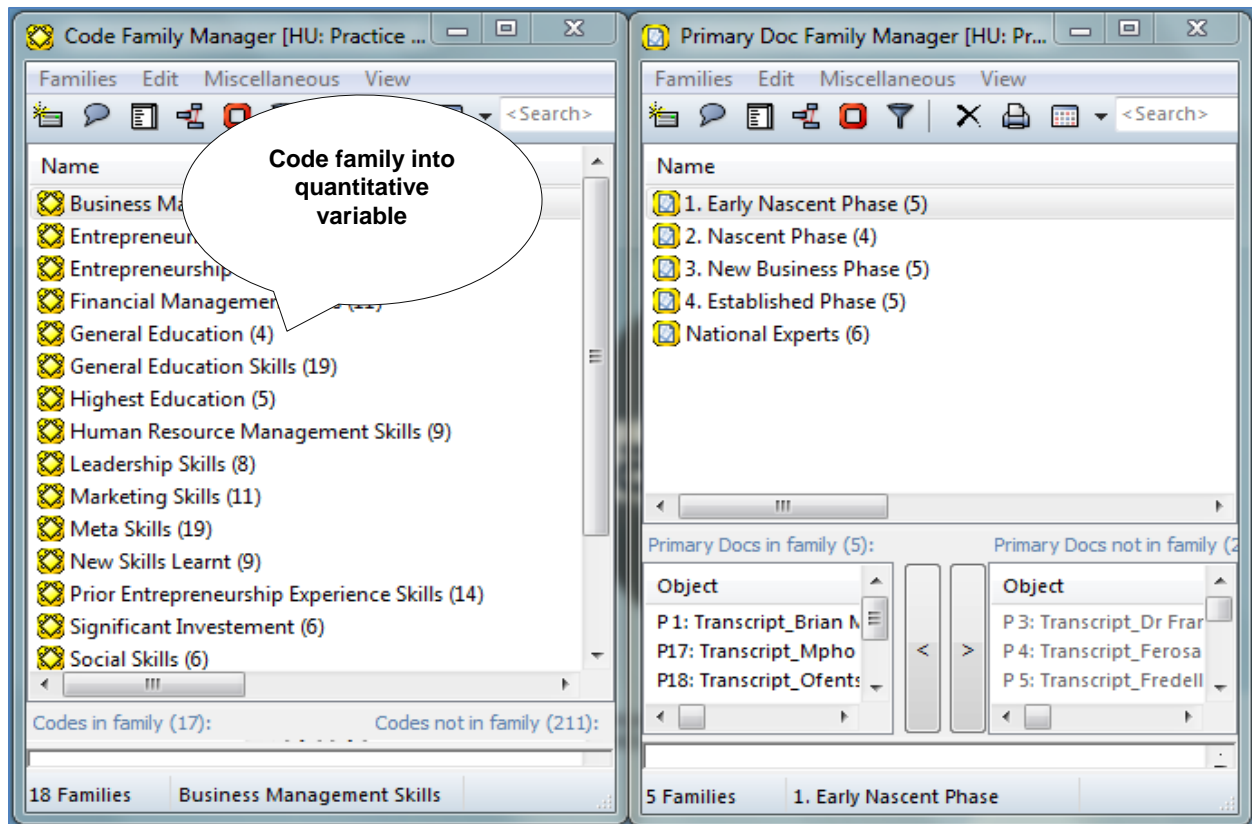 Code Family Manager [HU: Practice ...
Families Edit Miscellaneous View
<Search>
Name
Business Ma
Entrepreneur
Entrepreneurship
Financial Managemen (11)
General Education (4)
General Education Skills (19)
Highest Education (5)
Human Resource Management Skills (9)
Leadership Skills (8)
Marketing Skills (11)
Meta Skills (19)
New Skills Learnt (9)
Prior Entrepreneurship Experience Skills (14)
Significant Investement (6)
Social Skills (6)
Codes in family (17): Codes not in family (211):
18 Families Business Management Skills
Code family into
quantitative
variable
Primary Doc Family Manager [HU: Pr...
Families Edit Miscellaneous View
<Search>
Name
1. Early Nascent Phase (5)
2. Nascent Phase (4)
3. New Business Phase (5)
4. Established Phase (5)
National Experts (6)
Primary Docs in family (5): Primary Docs not in family (2
Object
P 1: Transcript_Brian M
P17: Transcript_Mpho
P18: Transcript_Ofents
< >
Object
P 3: Transcript_Dr Frar
P 4: Transcript_Ferosa
P 5: Transcript_Fredell
5 Families 1. Early Nascent Phase